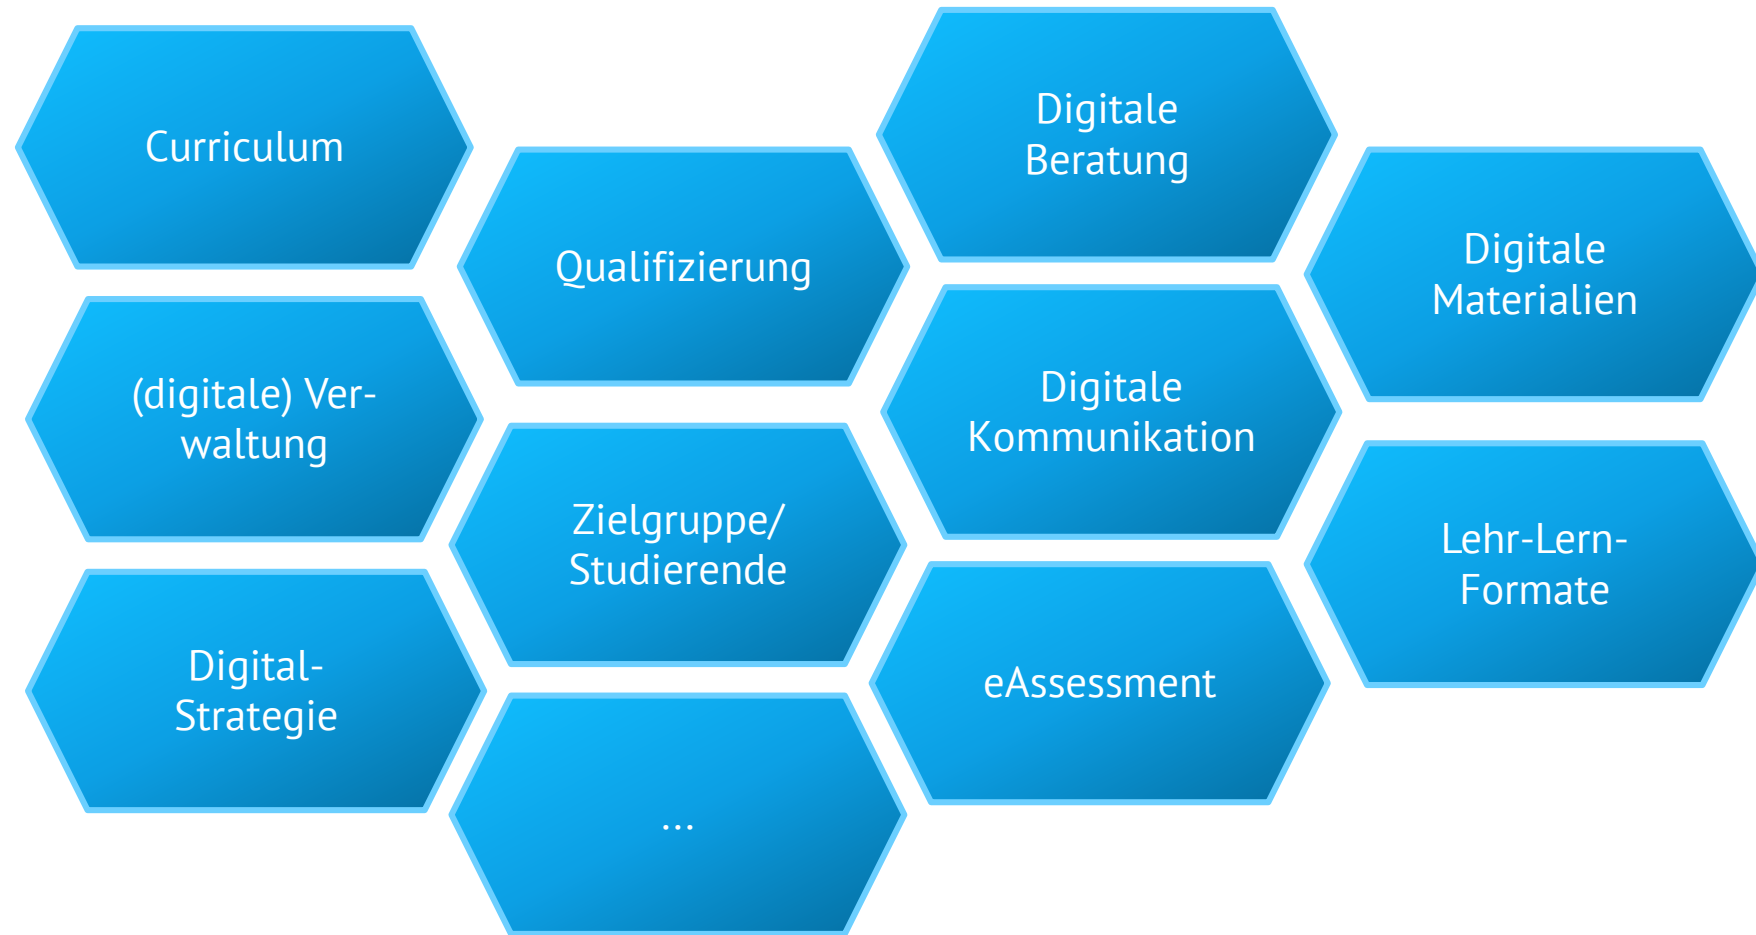 Curriculum
(digitale) Ver-
waltung
Digital-
Strategie
Qualifizierung
Zielgruppe/
Studierende
...
Digitale
Beratung
Digitale
Kommunikation
eAssessment
Digitale
Materialien
Lehr-Lern-
Formate